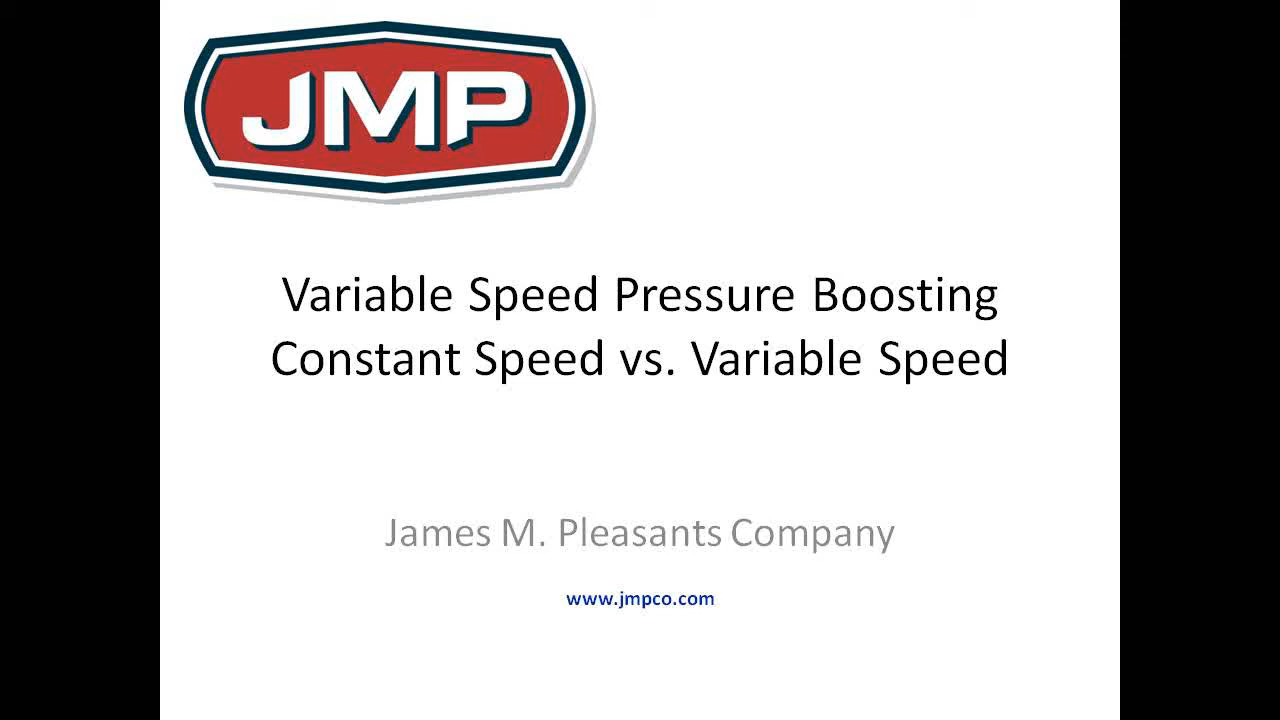 JMP
Variable Speed Pressure Boosting
Constant Speed vs. Variable Speed
James M. Pleasants Company
www.jmpco.com